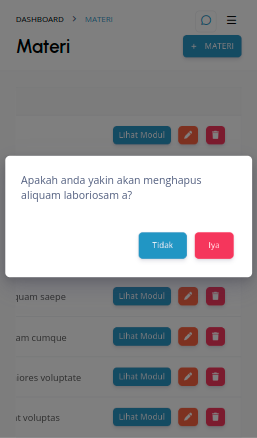 DASHBOARD > MATERI
Materi
+ MATERI
Lihat Modul
Apakah anda yakin akan menghapus
aliquam laboriosam a?
Tidak Iya
quam saepe Lihat Modul
am cumque Lihat Modul
iores voluptate Lihat Modul
it voluptas Lihat Modul